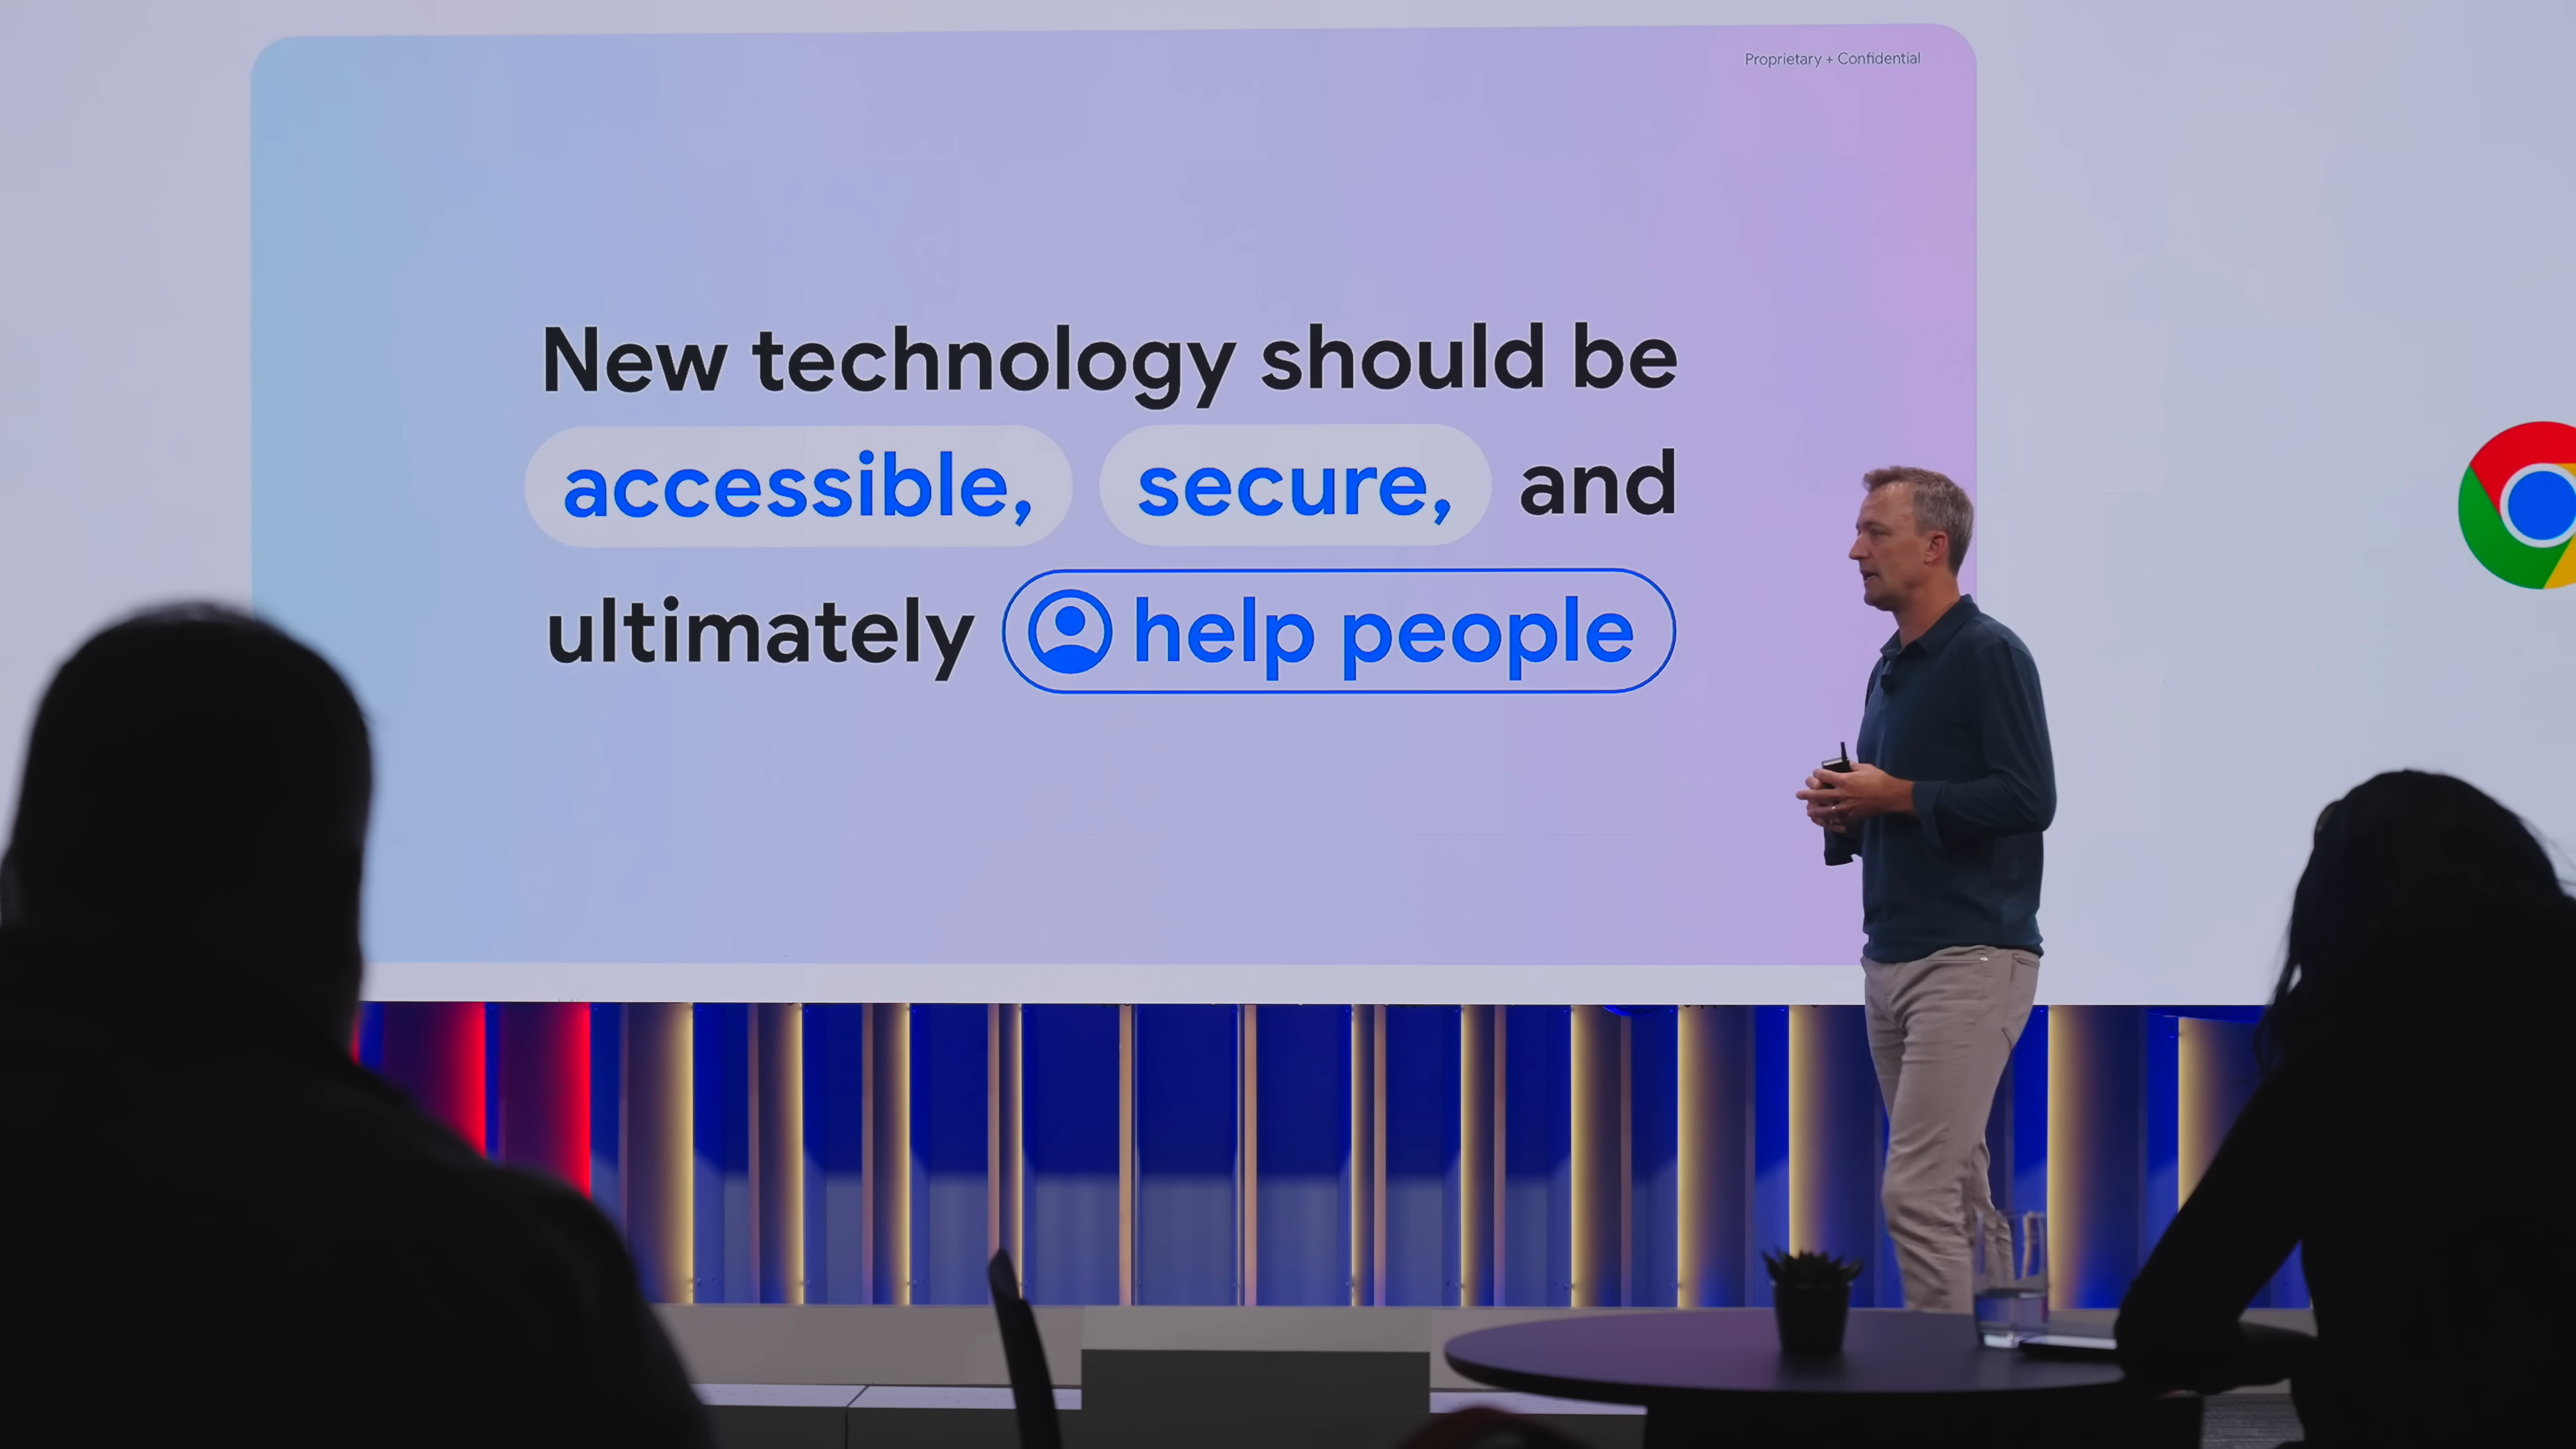 Proprietary + Confidential
New technology should be
accessible, secure, and
ultimately help people